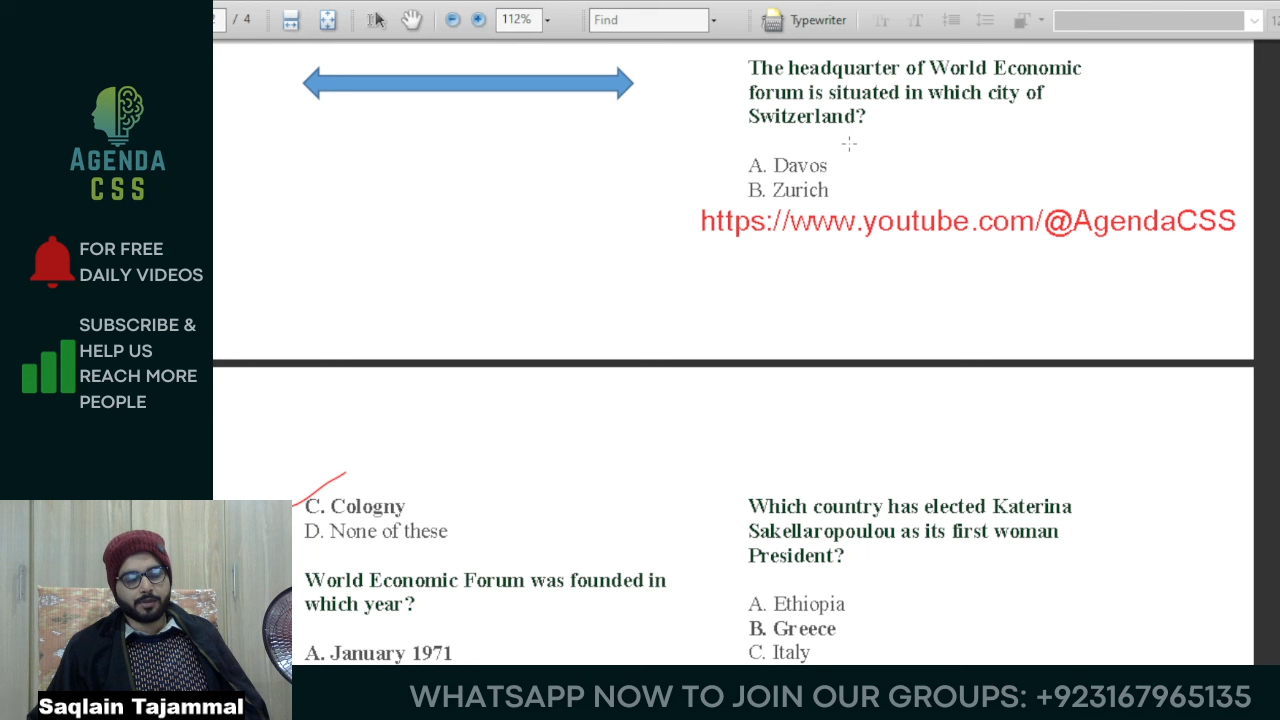 / 4
112%
Find
Typewriter
AGENDA
CSS
FOR FREE
DAILY VIDEOS
SUBSCRIBE &
HELP US
REACH MORE
PEOPLE
The headquarter of World Economic
forum is situated in which city of
Switzerland?
A. Davos
B. Zurich
https://www.youtube.com/@AgendaCSS
C. Cologny
D. None of these
World Economic Forum was founded in
which year?
A. January 1971
Which country has elected Katerina
Sakellaropoulou as its first woman
President?
A. Ethiopia
B. Greece
C. Italy
Saqlain Tajammal
WHATSAPP NOW TO JOIN OUR GROUPS: +923167965135